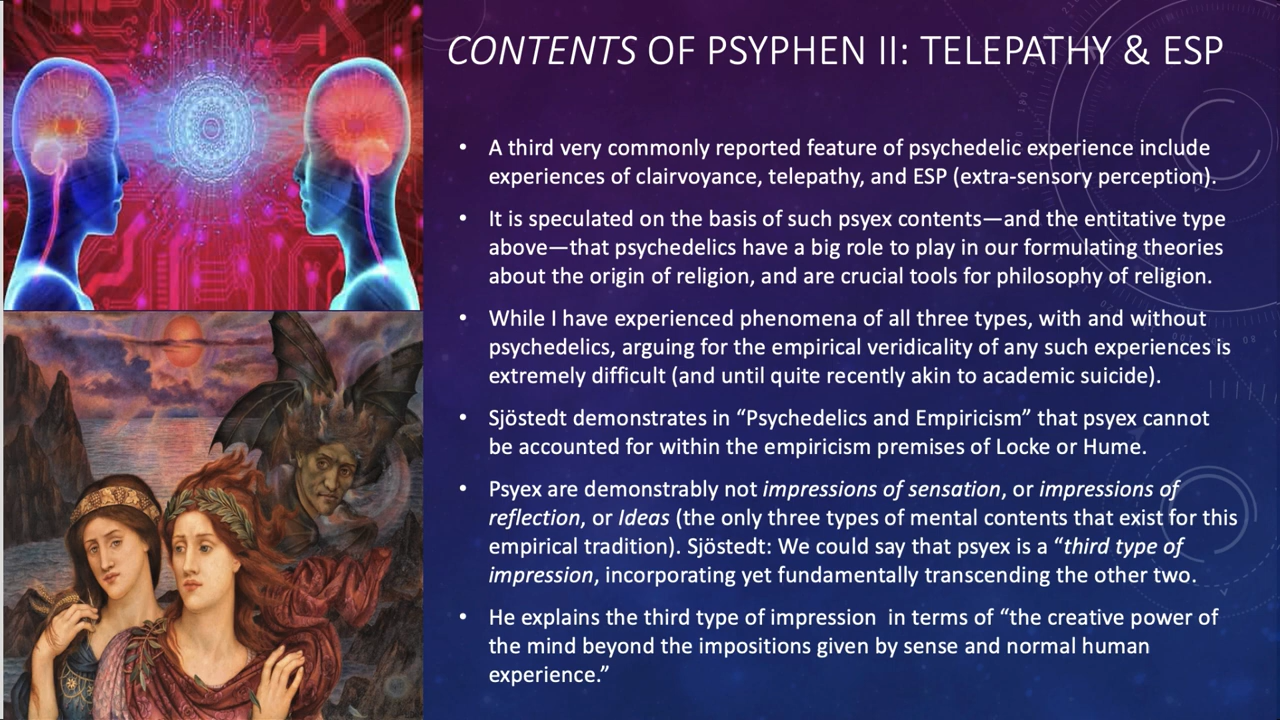 CONTENTS OF PSYPHEN II: TELEPATHY & ESP
• A third very commonly reported feature of psychedelic experience include
experiences of clairvoyance, telepathy, and ESP (extra-sensory perception).
• It is speculated on the basis of such psyex contents—and the entitative type
above—that psychedelics have a big role to play in our formulating theories
about the origin of religion, and are crucial tools for philosophy of religion.
• While I have experienced phenomena of all three types, with and without
psychedelics, arguing for the empirical veridicality of any such experiences is
extremely difficult (and until quite recently akin to academic suicide).
• Sjöstedt demonstrates in “Psychedelics and Empiricism” that psyex cannot
be accounted for within the empiricism premises of Locke or Hume.
• Psyex are demonstrably not impressions of sensation, or impressions of
reflection, or Ideas (the only three types of mental contents that exist for this
empirical tradition). Sjöstedt: We could say that psyex is a “third type of
impression, incorporating yet fundamentally transcending the other two.
• He explains the third type of impression  in terms of “the creative power of
the mind beyond the impositions given by sense and normal human
experience.”